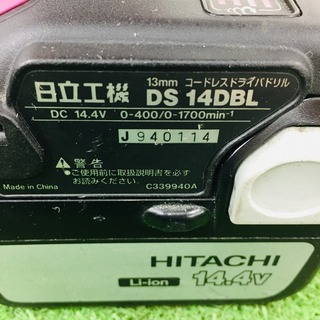 13mm コードレスドライバドリル
日立工機 DS 14DBL
DC 14.4V 0-400/0-1700min⁻¹
J 940114
警告
●ご使用前に取扱説明書を必ず
お読みください。
Made in China C339940A
HITACHI
Li-ion 14.4V